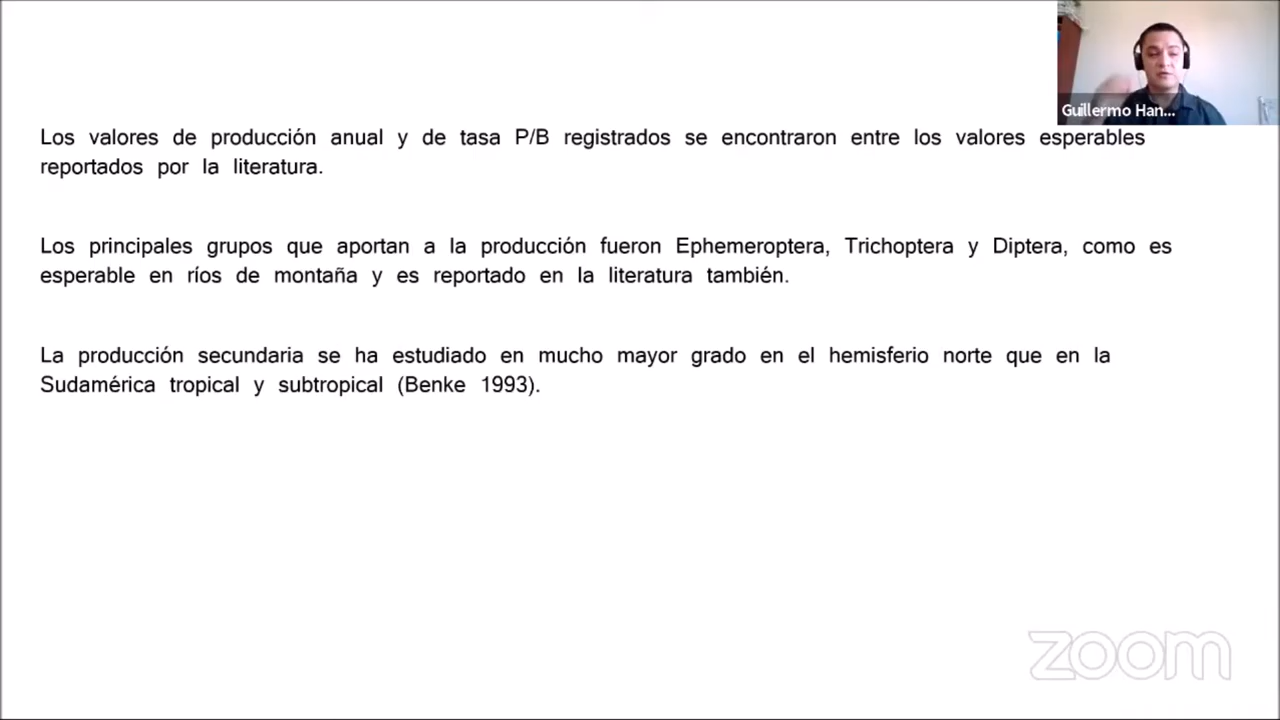 Guillermo Han...
Los valores de producción anual y de tasa P/B registrados se encontraron entre los valores esperables
reportados por la literatura.
Los principales grupos que aportan a la producción fueron Ephemeroptera, Trichoptera y Diptera, como es
esperable en ríos de montaña y es reportado en la literatura también.
La producción secundaria se ha estudiado en mucho mayor grado en el hemisferio norte que en la
Sudamérica tropical y subtropical (Benke 1993).
zoom